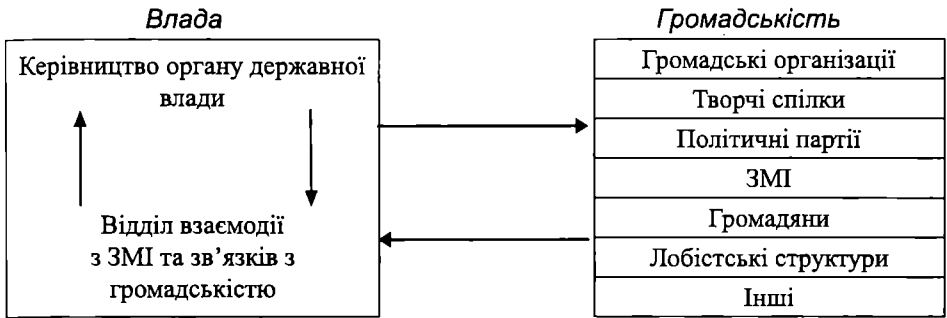 Влада
Громадськість
Керівництво органу державної
влади
Відділ взаємодії
з ЗМІ та зв’язків з
громадськістю
Громадські організації
Творчі спілки
Політичні партії
ЗМІ
Громадяни
Лобістські структури
Інші